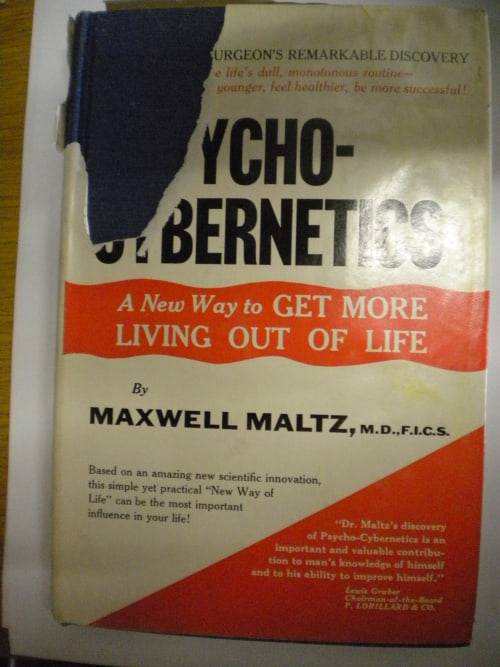 URGEON'S REMARKABLE DISCOVERY
e life's dull, monotonous routine—
younger, feel healthier, be more successful!
YCHO-
CYBERNETICS
A New Way to GET MORE
LIVING OUT OF LIFE
By
MAXWELL MALTZ, M.D.,F.I.C.S.
Based on an amazing new scientific innovation,
this simple yet practical "New Way of
Life" can be the most important
influence in your life!
"Dr. Maltz's discovery
of Psycho-Cybernetics is an
important and valuable contribu-
tion to man's knowledge of himself
and to his ability to improve himself."
Lewis Gruber
Chairman-of-the-Board
P. LORILLARD & CO.